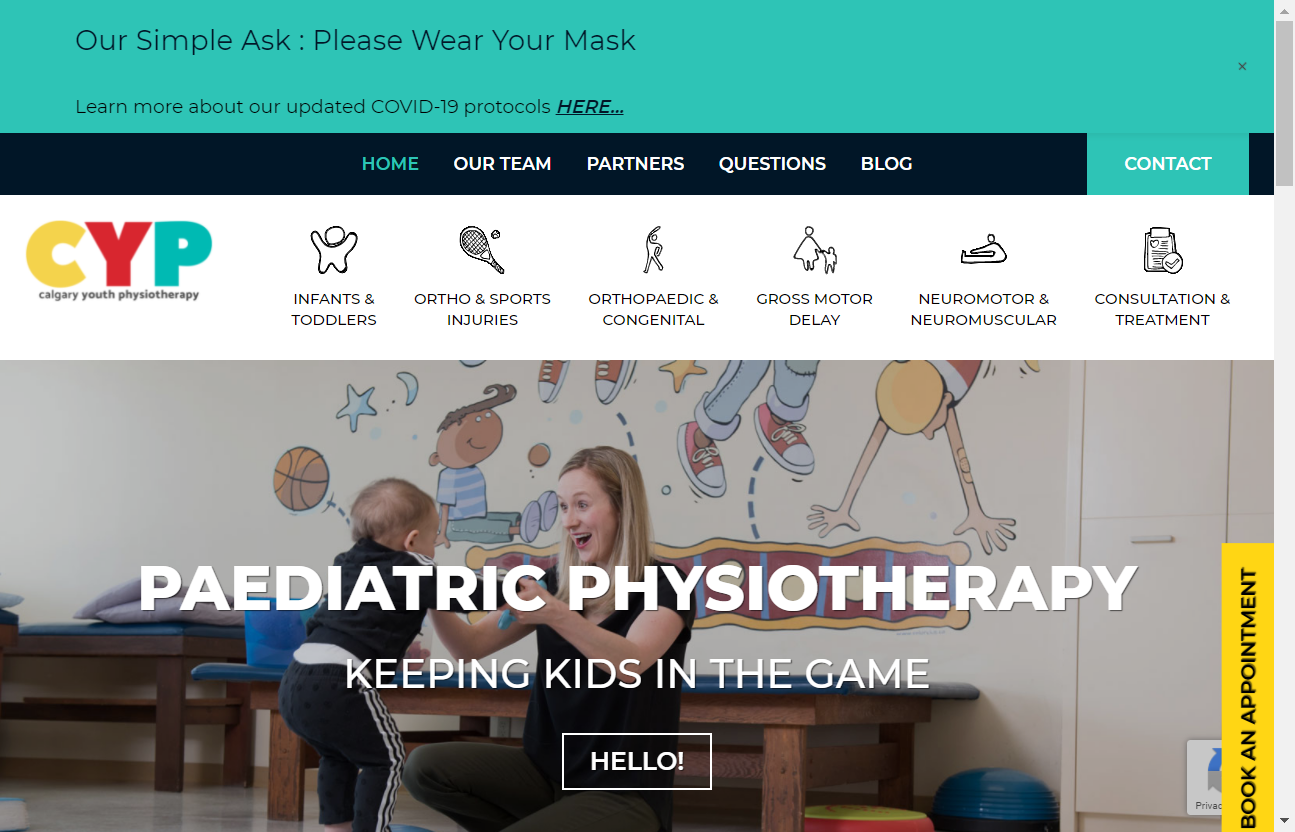 Our Simple Ask : Please Wear Your Mask
×
Learn more about our updated COVID-19 protocols HERE...
HOME OUR TEAM PARTNERS QUESTIONS BLOG CONTACT
CYP
calgary youth physiotherapy
INFANTS &
TODDLERS
ORTHO & SPORTS
INJURIES
ORTHOPAEDIC &
CONGENITAL
GROSS MOTOR
DELAY
NEUROMOTOR &
NEUROMUSCULAR
CONSULTATION &
TREATMENT
PAEDIATRIC PHYSIOTHERAPY
KEEPING KIDS IN THE GAME
HELLO!
BOOK AN APPOINTMENT